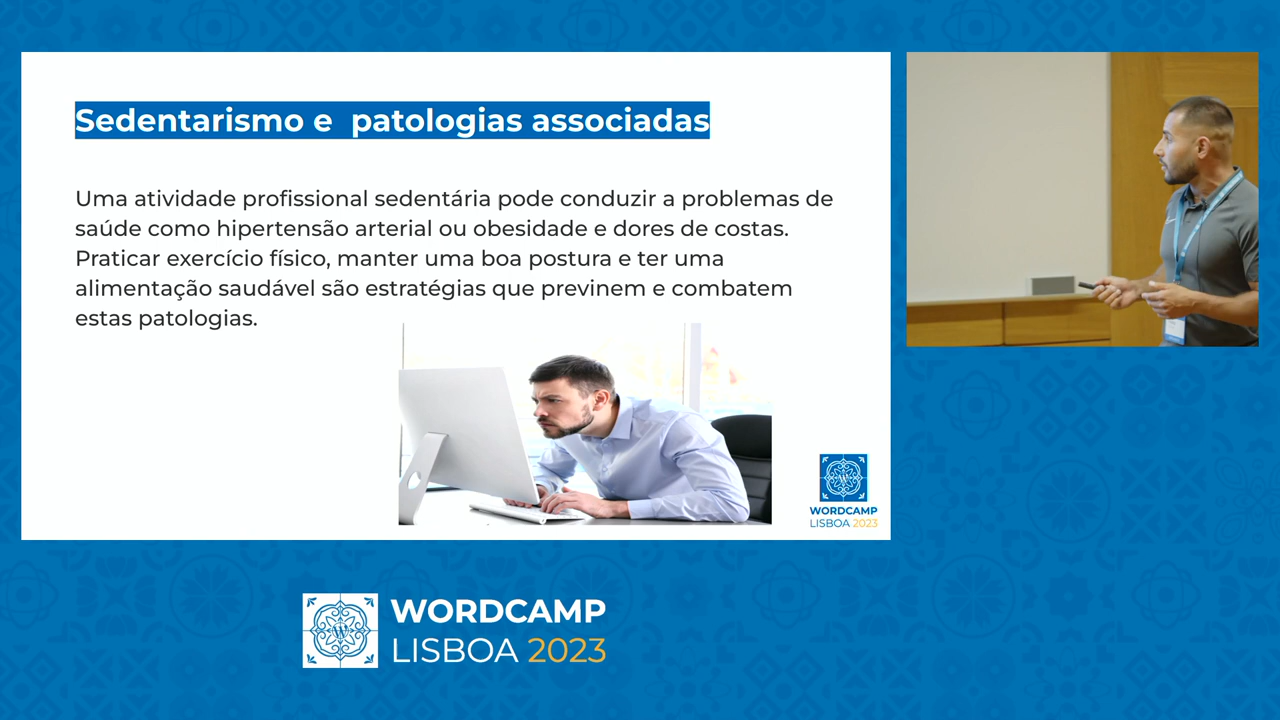 Sedentarismo e  patologias associadas
Uma atividade profissional sedentária pode conduzir a problemas de
saúde como hipertensão arterial ou obesidade e dores de costas.
Praticar exercício físico, manter uma boa postura e ter uma
alimentação saudável são estratégias que previnem e combatem
estas patologias.
WORDCAMP
LISBOA 2023
WORDCAMP
LISBOA 2023